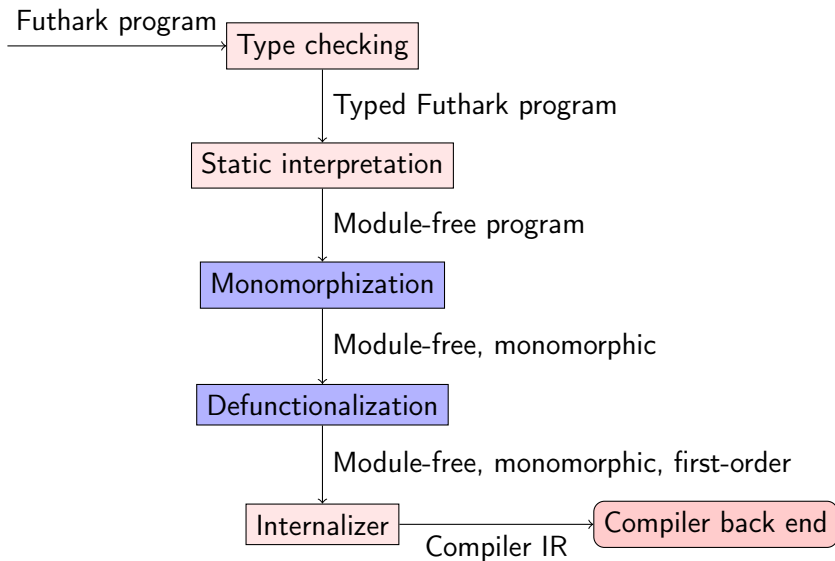 Futhark program
Type checking
Typed Futhark program
Static interpretation
Module-free program
Monomorphization
Module-free, monomorphic
Defunctionalization
Module-free, monomorphic, first-order
Internalizer
Compiler IR
Compiler back end